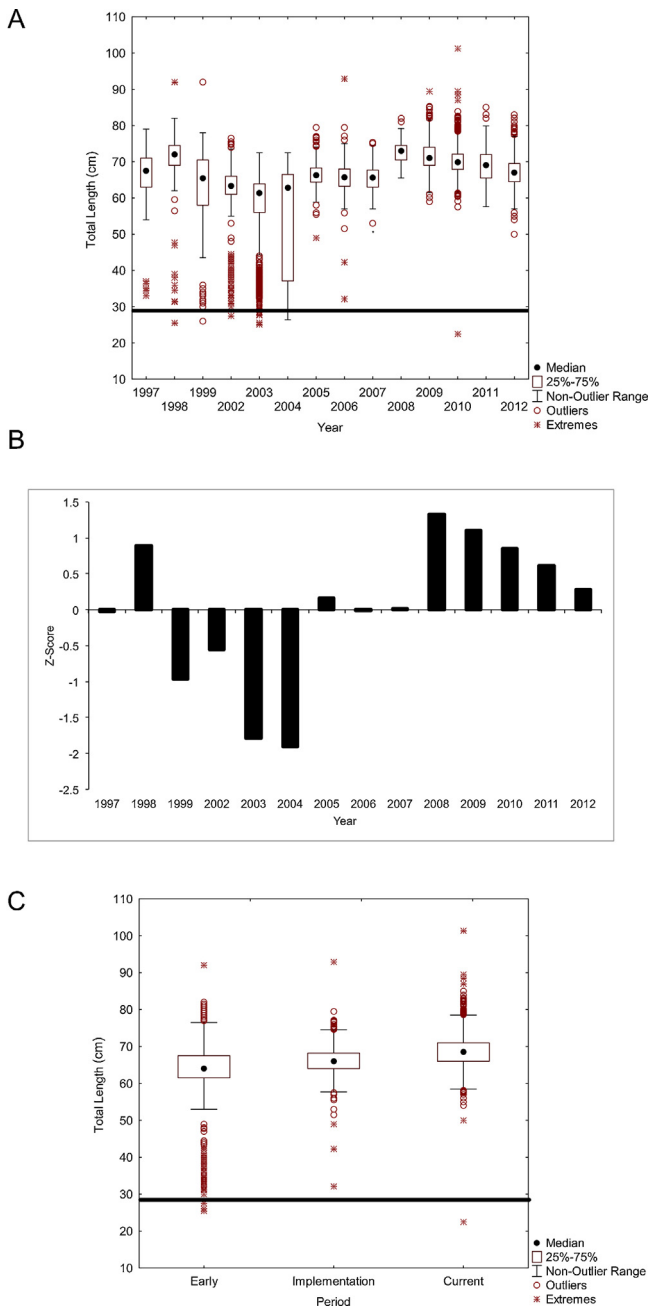 A
110
100
90
80
70
60
50
40
30
20
10
Total Length (cm)
1997 1999 2003 2005 2007 2009 2011
1998 2002 2004 2006 2008 2010 2012
Year
Median
25%-75%
Non-Outlier Range
Outliers
Extremes
B
1.5
1
0.5
0
-0.5
-1
-1.5
-2
-2.5
Z-Score
1997 1998 1999 2002 2003 2004 2005 2006 2007 2008 2009 2010 2011 2012
Year
C
110
100
90
80
70
60
50
40
30
20
10
Total Length (cm)
Early Implementation Current
Period
Median
25%-75%
Non-Outlier Range
Outliers
Extremes